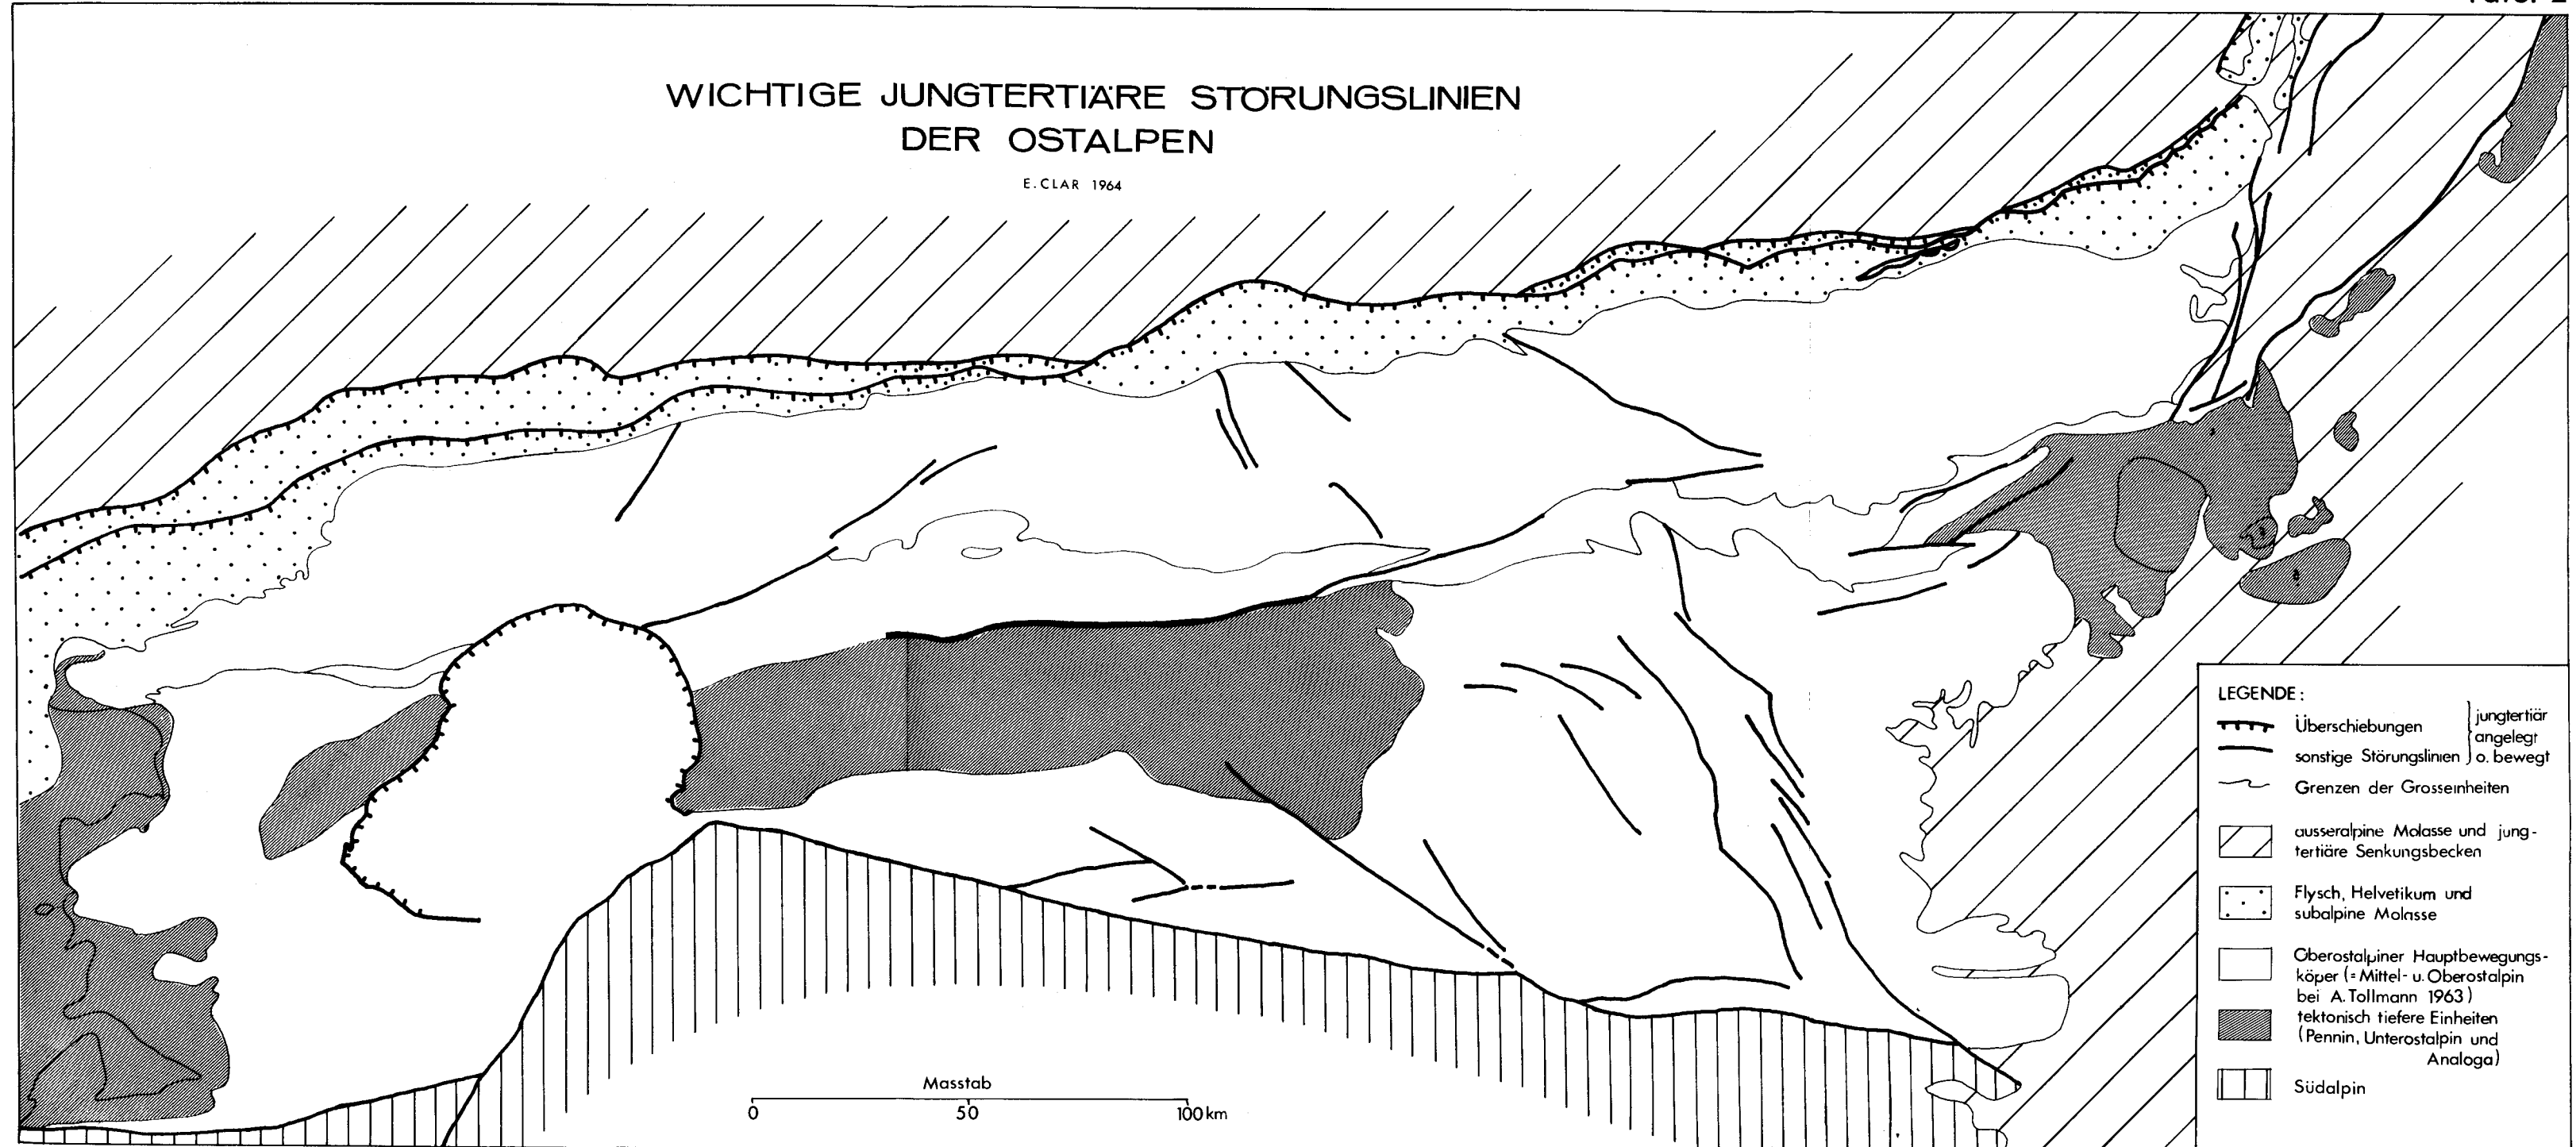 WICHTIGE JUNGTERTIÄRE STÖRUNGSLINIEN
DER OSTALPEN
E. CLAR 1964
LEGENDE:
Überschiebungen
sonstige Störungslinien
jungtertiär
angelegt
o. bewegt
Grenzen der Grosseinheiten
ausseralpine Molasse und jung-
tertiäre Senkungsbecken
Flysch, Helvetikum und
subalpine Molasse
Oberostalpiner Hauptbewegungs-
köper (= Mittel- u. Oberostalpin
bei A. Tollmann 1963)
tektonisch tiefere Einheiten
(Pennin, Unterostalpin und
Analoga)
Südalpin
Masstab
0 50 100 km